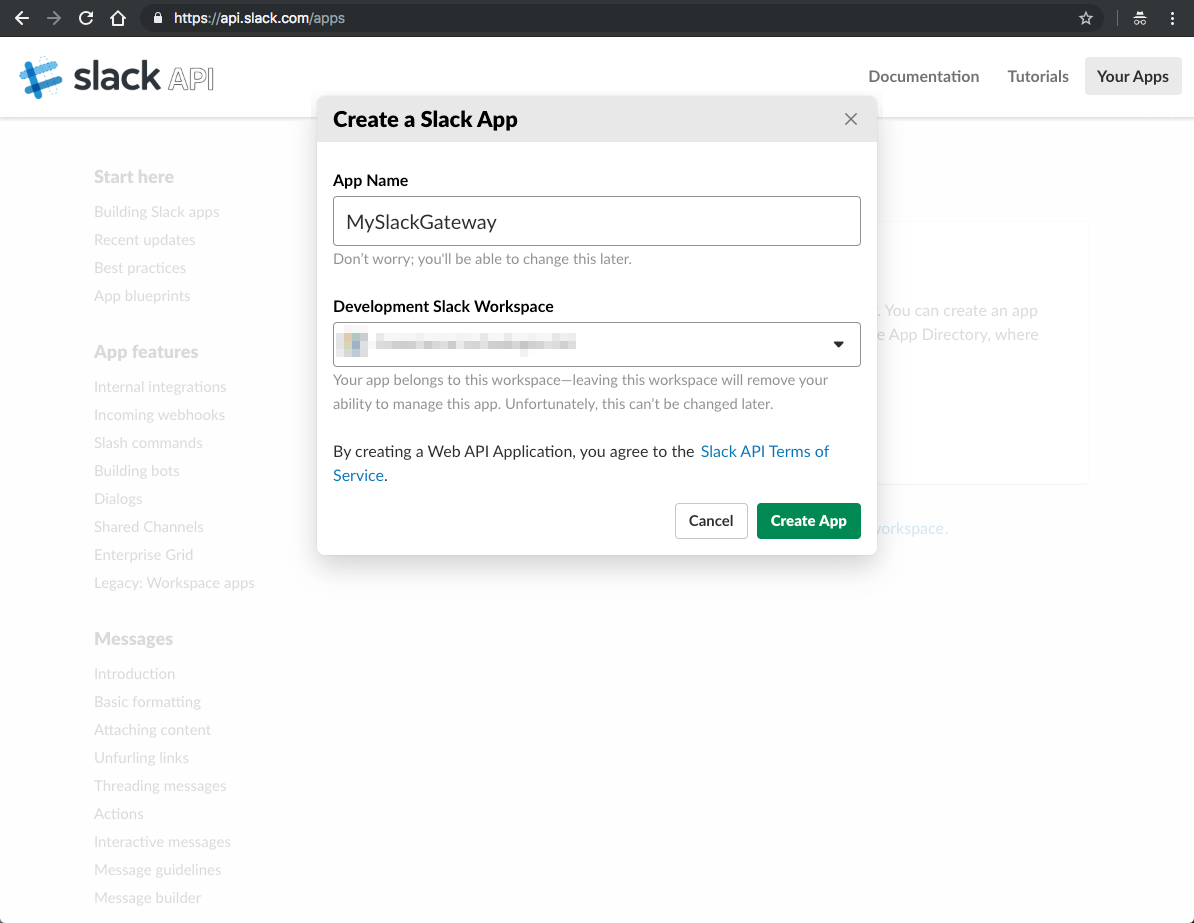 https://api.slack.com/apps
slack API
Documentation
Tutorials
Your Apps
Create a Slack App
App Name
MySlackGateway
Don't worry; you'll be able to change this later.
Development Slack Workspace
Your app belongs to this workspace—leaving this workspace will remove your
ability to manage this app. Unfortunately, this can't be changed later.
By creating a Web API Application, you agree to the Slack API Terms of
Service.
Cancel
Create App
Start here
Building Slack apps
Recent updates
Best practices
App blueprints
App features
Internal integrations
Incoming webhooks
Slash commands
Building bots
Dialogs
Shared Channels
Enterprise Grid
Legacy: Workspace apps
Messages
Introduction
Basic formatting
Attaching content
Unfurling links
Threading messages
Actions
Interactive messages
Message guidelines
Message builder
. You can create an app
e App Directory, where
workspace.